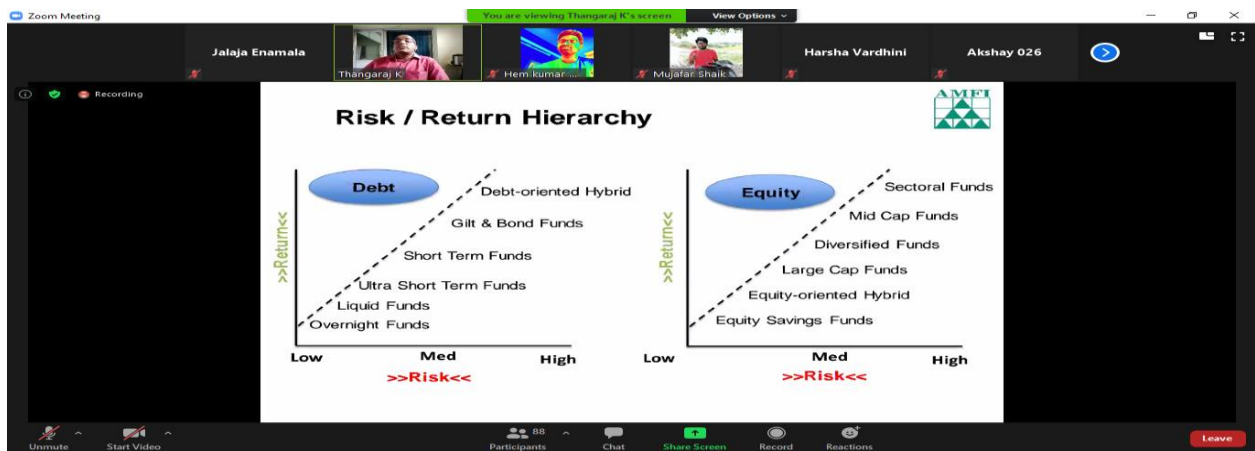 Zoom Meeting
You are viewing Thangaraj K's screen
View Options
Jalaja Enamala
Thangaraj K
Hem kumar ...
Mujafar Shaik
Harsha Vardhini
Akshay 026
Recording
AMFI
Risk / Return Hierarchy
Debt
>>Return<<
Debt-oriented Hybrid
Gilt & Bond Funds
Short Term Funds
Ultra Short Term Funds
Liquid Funds
Overnight Funds
Low Med High
>>Risk<<
Equity
>>Return<<
Sectoral Funds
Mid Cap Funds
Diversified Funds
Large Cap Funds
Equity-oriented Hybrid
Equity Savings Funds
Low Med High
>>Risk<<
Unmute
Start Video
88
Participants
Chat
Share Screen
Record
Reactions
Leave